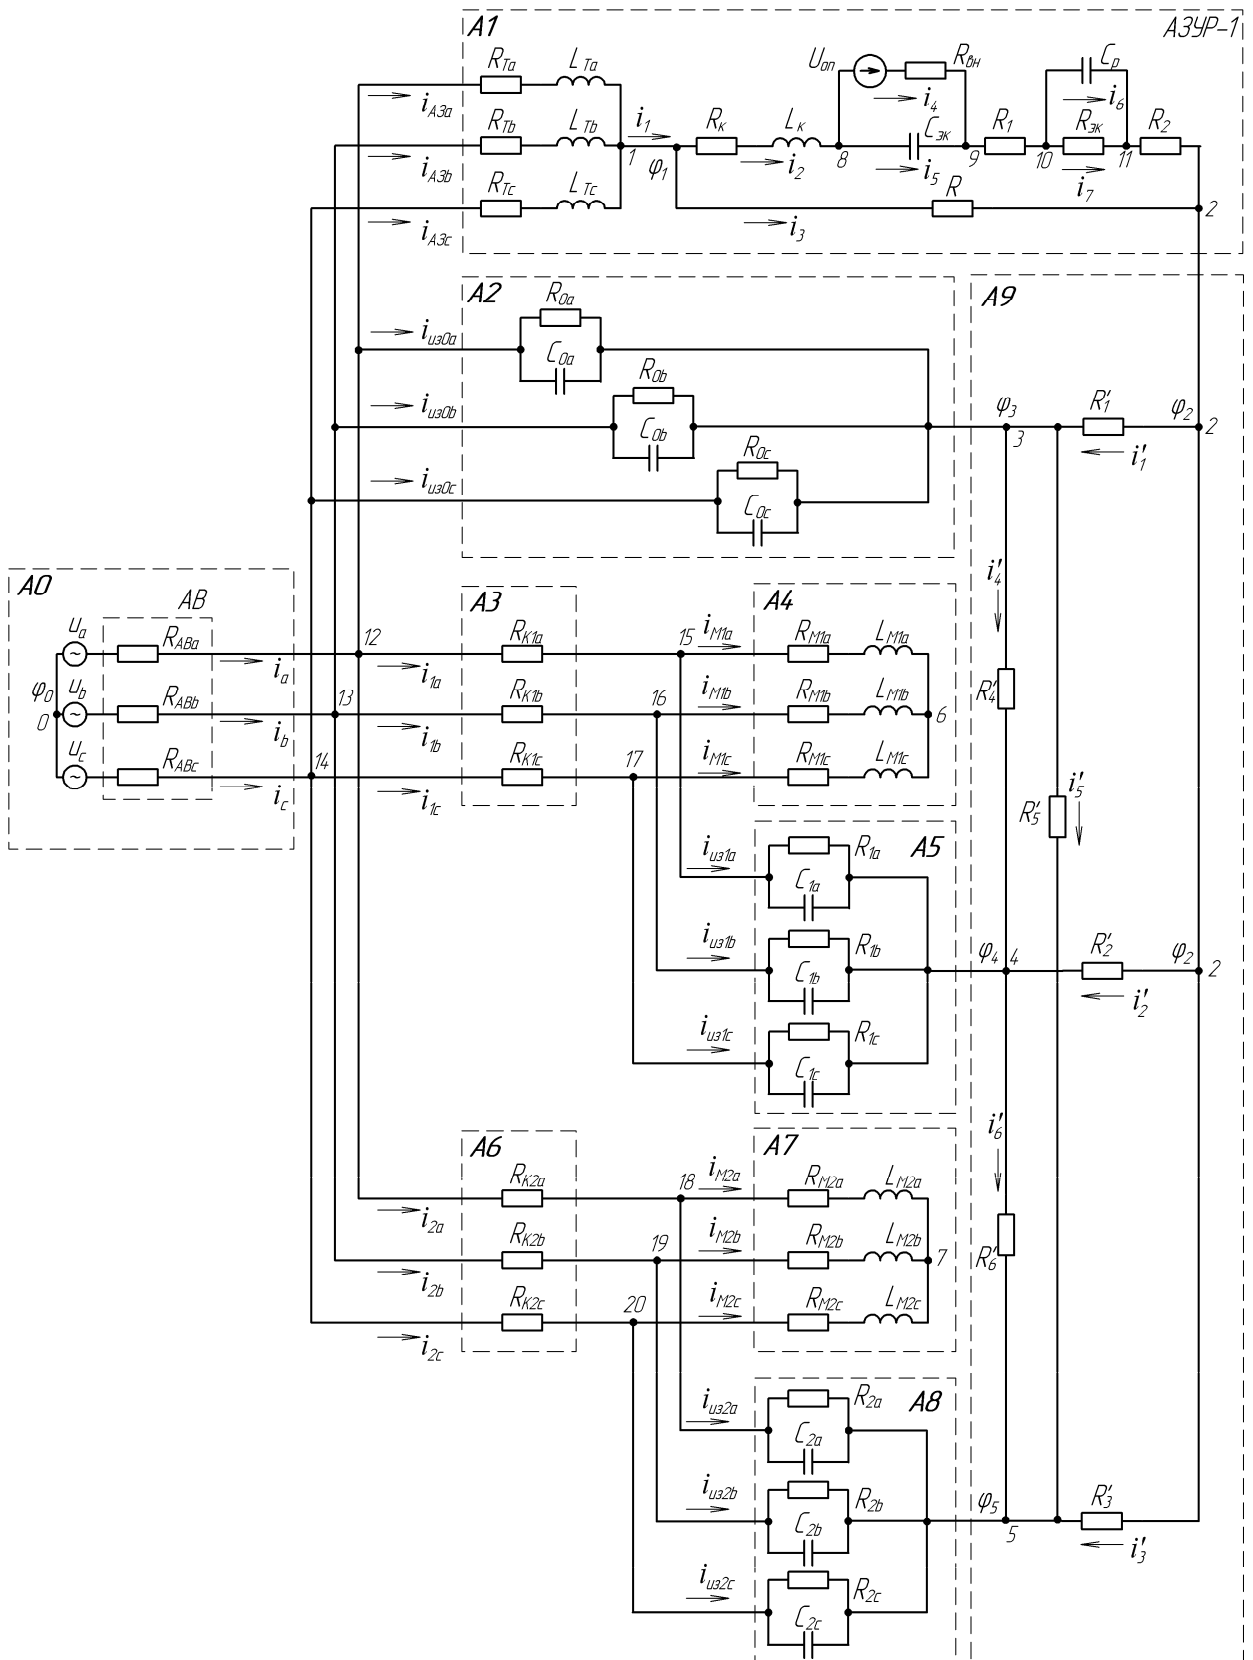 A1 АЗУР-1
R_Ta L_Ta U_оп R_вн C_р
i_АЗa i_4 i_6
R_Tb L_Tb i_1 R_к L_к C_эк R_1 R_эк R_2
1 φ_1 8 9 10 11
i_АЗb i_2 i_5 i_7
R_Tc L_Tc R
2
i_АЗc i_3
A2 R_0a A9
i_из0a C_0a
R_0b
i_из0b C_0b φ_3 3 R'_1 φ_2 2
i'_1
R_0c
i_из0c C_0c
i'_4
A0 AB A3 A4
u_a R_ABa 12 R_K1a 15 i_M1a R_M1a L_M1a
i_a i_1a
φ_0 0 u_b R_ABb 13 R_K1b 16 i_M1b R_M1b L_M1b 6 R'_4
i_b i_1b
u_c R_ABc 14 R_K1c 17 i_M1c R_M1c L_M1c
i_c i_1c
i'_5
R'_5
i_из1a R_1a A5
C_1a
i_из1b R_1b φ_4 4 R'_2 φ_2 2
C_1b i'_2
i_из1c R_1c
C_1c
i'_6
A6 A7
R_K2a 18 i_M2a R_M2a L_M2a
i_2a
R_K2b 19 i_M2b R_M2b L_M2b 7 R'_6
i_2b
R_K2c 20 i_M2c R_M2c L_M2c
i_2c
i_из2a R_2a A8
C_2a
i_из2b R_2b φ_5 5 R'_3
C_2b i'_3
i_из2c R_2c
C_2c